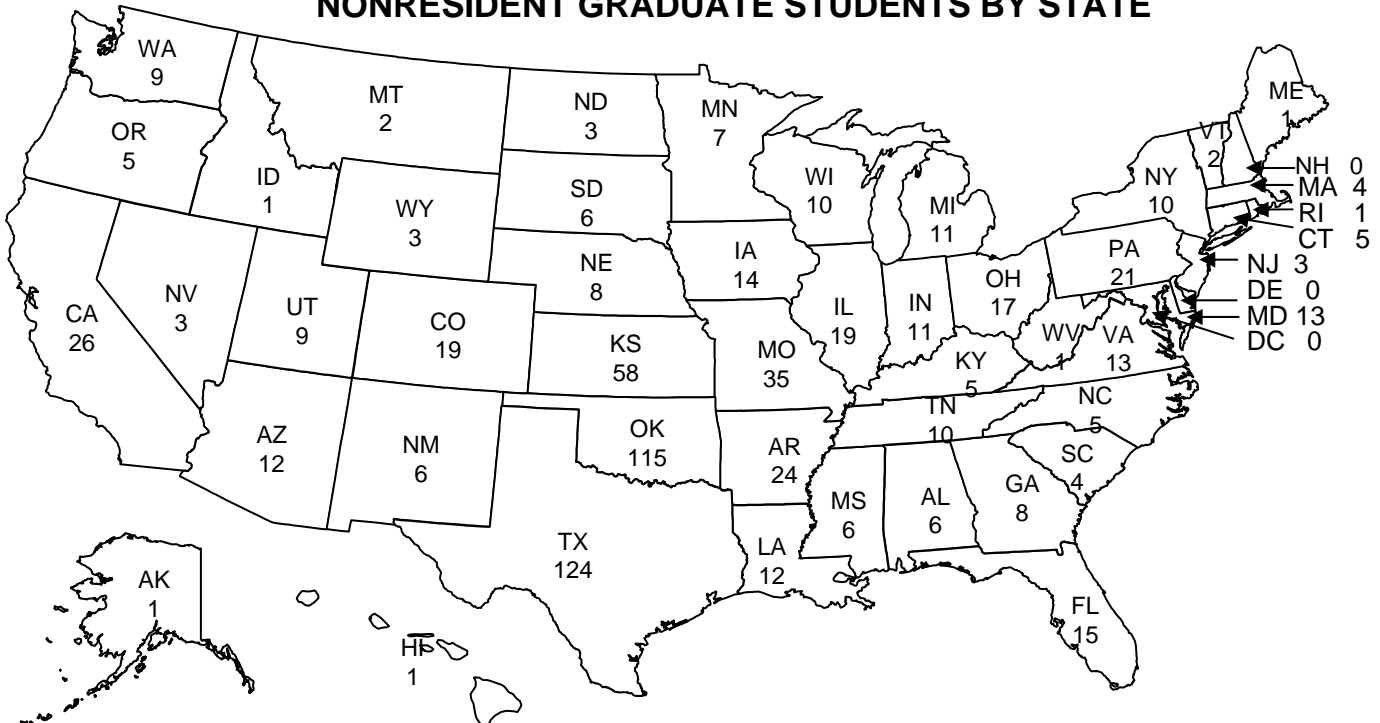 NONRESIDENT GRADUATE STUDENTS BY STATE
WA
9
MT
2
ND
3
MN
7
ME
1
OR
5
VT
2
ID
1
SD
6
WI
10
NY
10
NH 0
MA 4
WY
3
MI
11
RI 1
CT 5
IA
14
PA
21
NJ 3
NE
8
OH
17
DE 0
NV
3
UT
9
CA
26
CO
19
IL
19
IN
11
MD 13
WV
1
VA
13
DC 0
KS
58
MO
35
KY
5
NC
5
TN
10
AZ
12
NM
6
OK
115
AR
24
SC
4
MS
6
AL
6
GA
8
TX
124
LA
12
AK
1
FL
15
HI
1